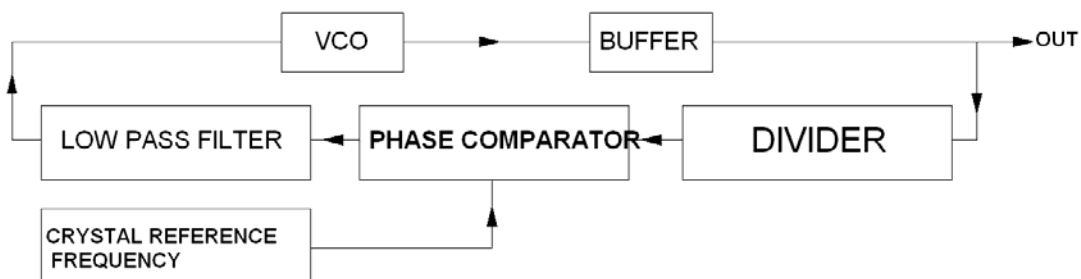 VCO
BUFFER
OUT
LOW PASS FILTER
PHASE COMPARATOR
DIVIDER
CRYSTAL REFERENCE
FREQUENCY